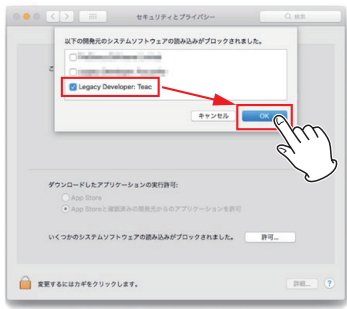 セキュリティとプライバシー
検索
以下の開発元のシステムソフトウェアの読み込みがブロックされました。
Legacy Developer: Teac
キャンセル
OK
ダウンロードしたアプリケーションの実行許可:
App Store
App Storeと確認済みの開発元からのアプリケーションを許可
いくつかのシステムソフトウェアの読み込みがブロックされました。
許可...
変更するにはカギをクリックします。
詳細...
?